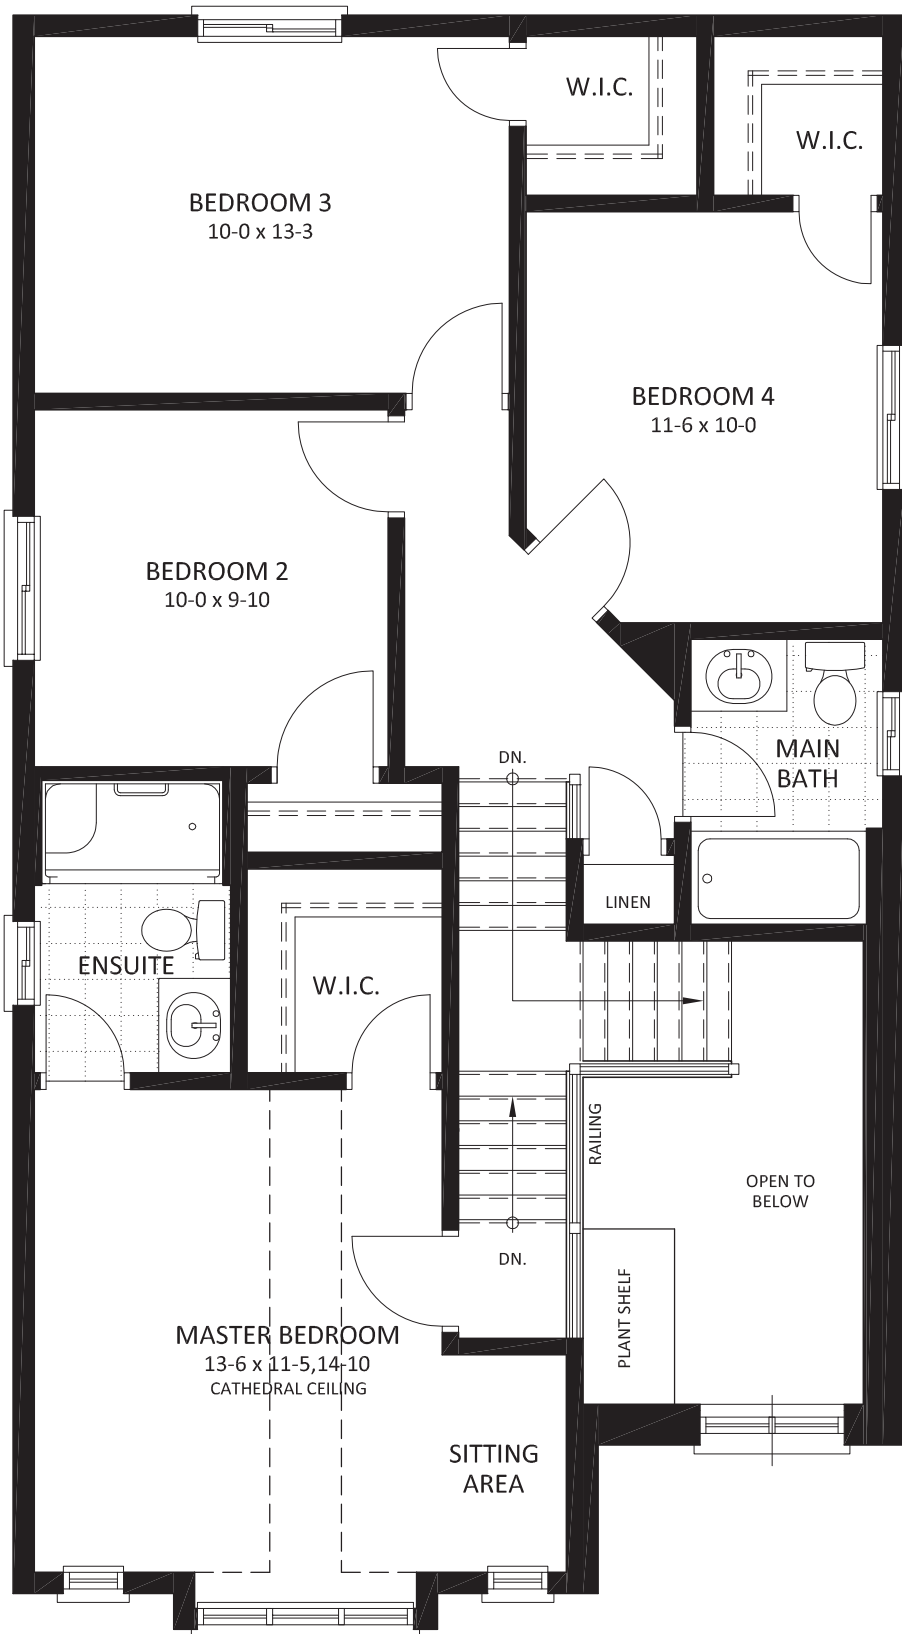 W.I.C.
W.I.C.
BEDROOM 3
10-0 x 13-3
BEDROOM 4
11-6 x 10-0
BEDROOM 2
10-0 x 9-10
DN.
MAIN
BATH
LINEN
ENSUITE
W.I.C.
RAILING
OPEN TO
BELOW
DN.
PLANT SHELF
MASTER BEDROOM
13-6 x 11-5,14-10
CATHEDRAL CEILING
SITTING
AREA